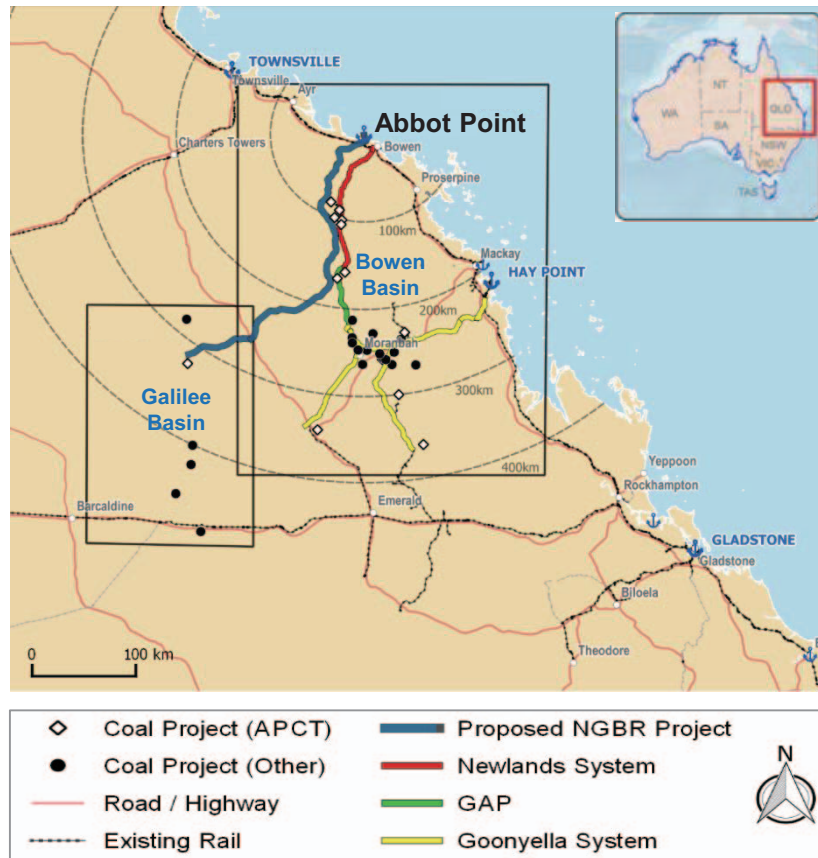 TOWNSVILLE
Townsville
Ayr
Abbot Point
Bowen
Charters Towers
Proserpine
100km
Bowen
Basin
Mackay
HAY POINT
200km
Moranbah
Galilee
Basin
300km
400km
Yeppoon
Rockhampton
Barcaldine
Emerald
GLADSTONE
Gladstone
Biloela
Theodore
0
100 km
NT
WA
QLD
SA
NSW
VIC
TAS
Coal Project (APCT)
Coal Project (Other)
Road / Highway
Existing Rail
Proposed NGBR Project
Newlands System
GAP
Goonyella System
N